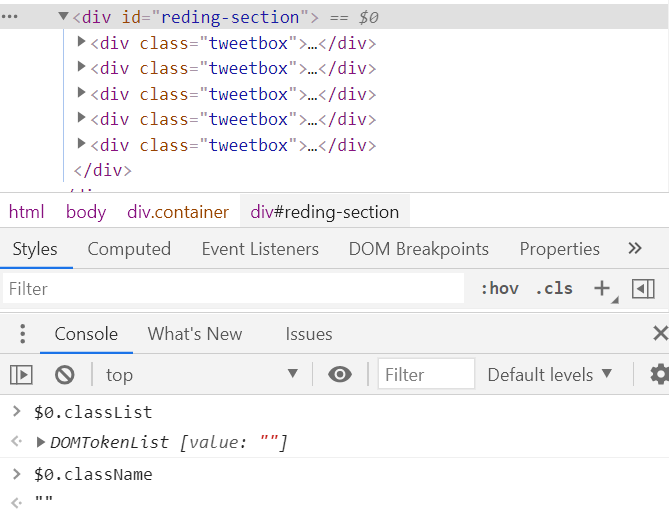 ▼<div id="reding-section"> == $0
▶<div class="tweetbox">…</div>
▶<div class="tweetbox">…</div>
▶<div class="tweetbox">…</div>
▶<div class="tweetbox">…</div>
▶<div class="tweetbox">…</div>
</div>
html body div.container div#reding-section
Styles Computed Event Listeners DOM Breakpoints Properties »
Filter :hov .cls +
Console What's New Issues
top ▼ Filter Default levels ▼
> $0.classList
▶DOMTokenList [value: ""]
> $0.className
""